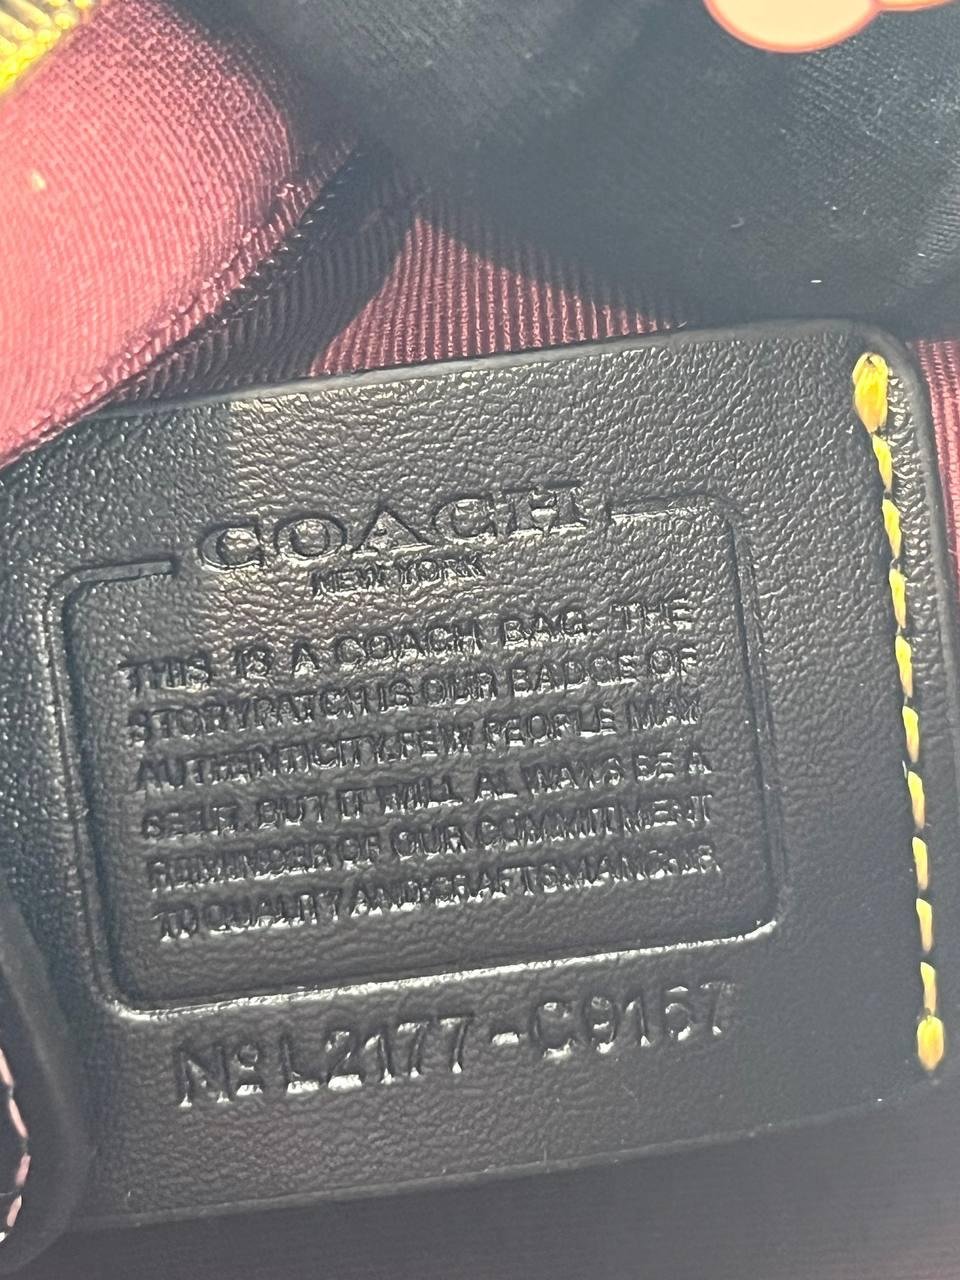 COACH
NEW YORK
THIS IS A COACH BAG. THE
STORYPATCH IS OUR BADGE OF
AUTHENTICITY. FEW PEOPLE MAY
SEE IT. BUT IT WILL ALWAYS BE A
REMINDER OF OUR COMMITMENT
TO QUALITY AND CRAFTSMANSHIP
Nº L2177-C9167